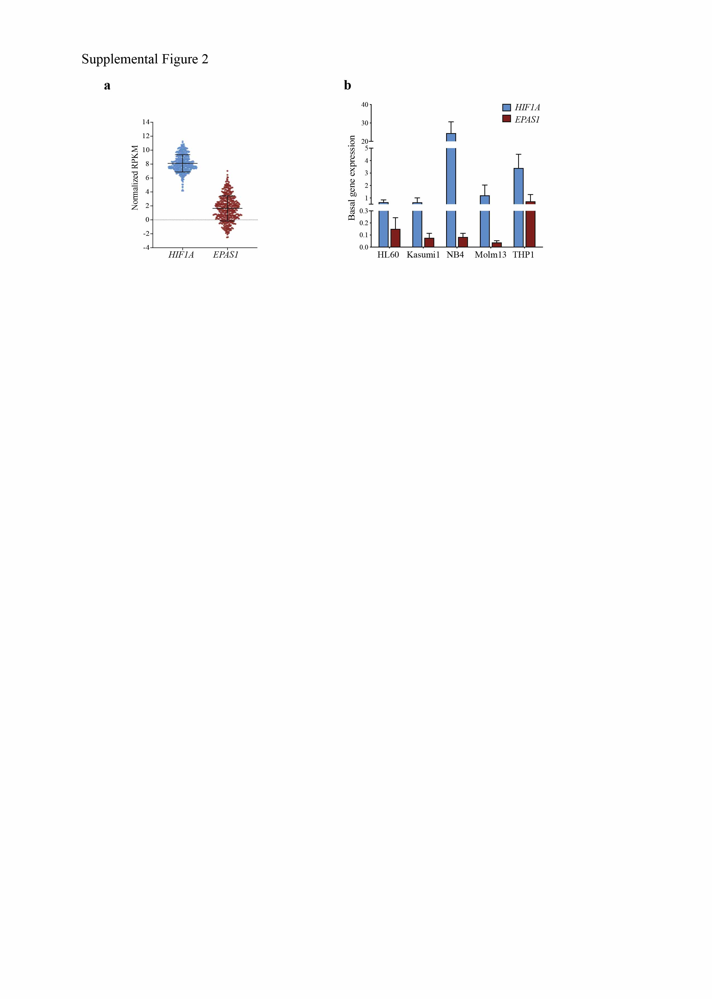 Supplemental Figure 2
a
Normalized RPKM
14
12
10
8
6
4
2
0
-2
-4
HIF1A EPAS1
b
Basal gene expression
40
30
20
5
4
3
2
1
0.3
0.2
0.1
0.0
HL60 Kasumi1 NB4 Molm13 THP1
HIF1A
EPAS1